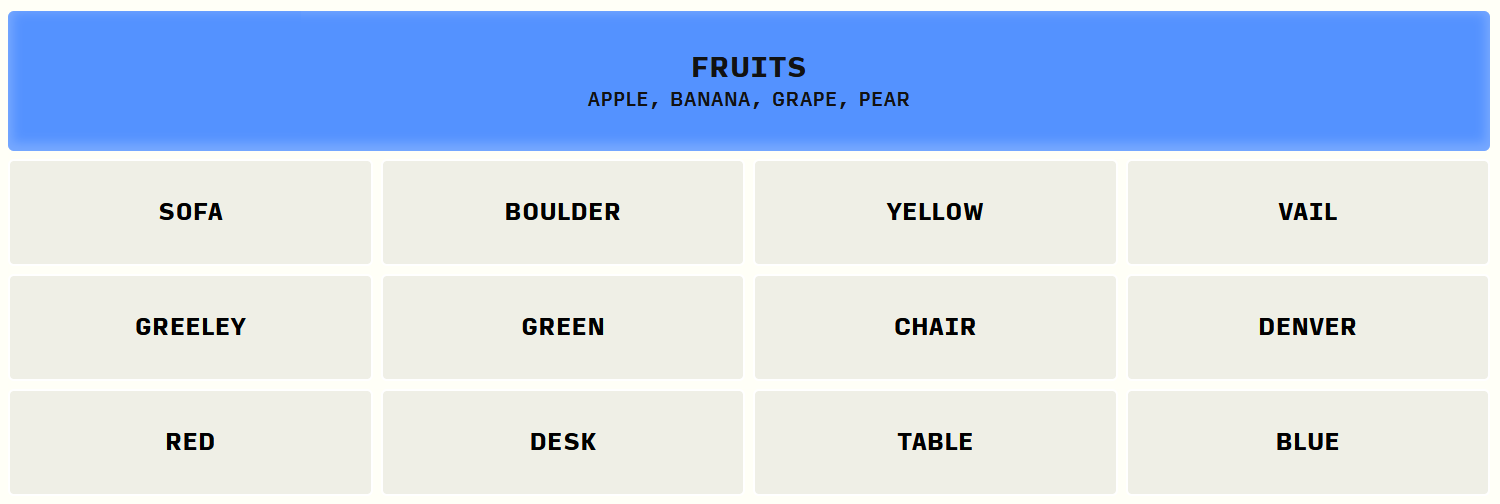 FRUITS
APPLE, BANANA, GRAPE, PEAR
SOFA BOULDER YELLOW VAIL
GREELEY GREEN CHAIR DENVER
RED DESK TABLE BLUE